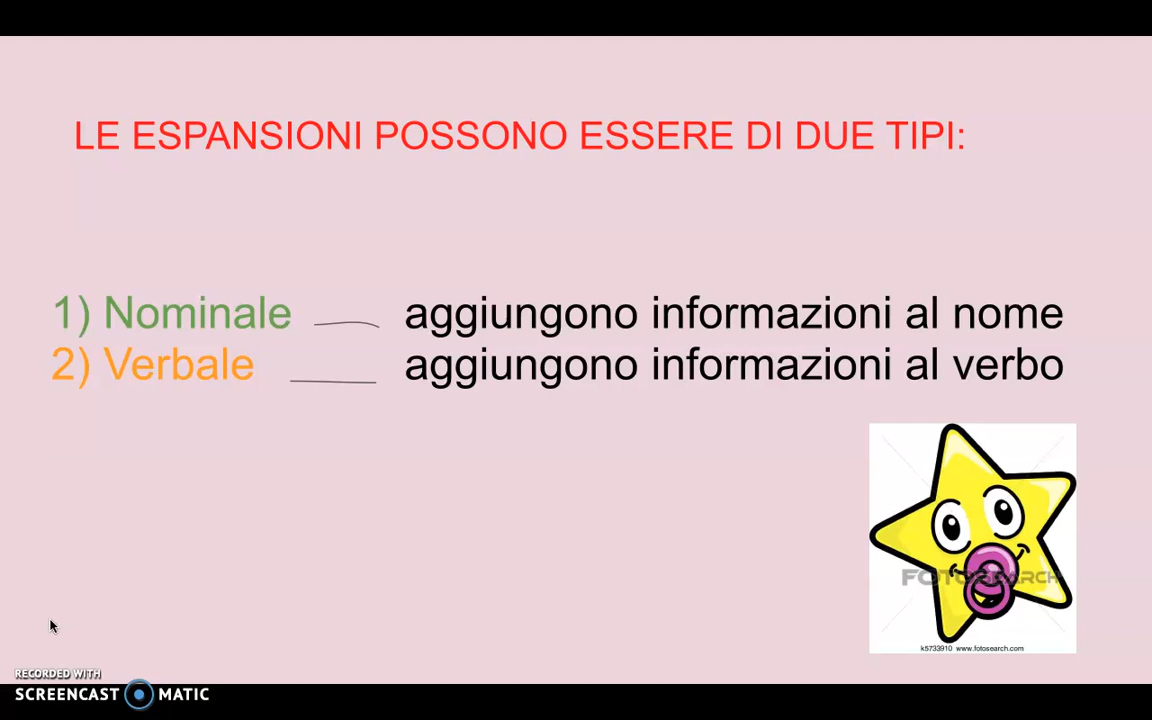 LE ESPANSIONI POSSONO ESSERE DI DUE TIPI:
1) Nominale aggiungono informazioni al nome
2) Verbale aggiungono informazioni al verbo
FOTOSEARCH
k5733910 www.fotosearch.com
RECORDED WITH
SCREENCAST MATIC